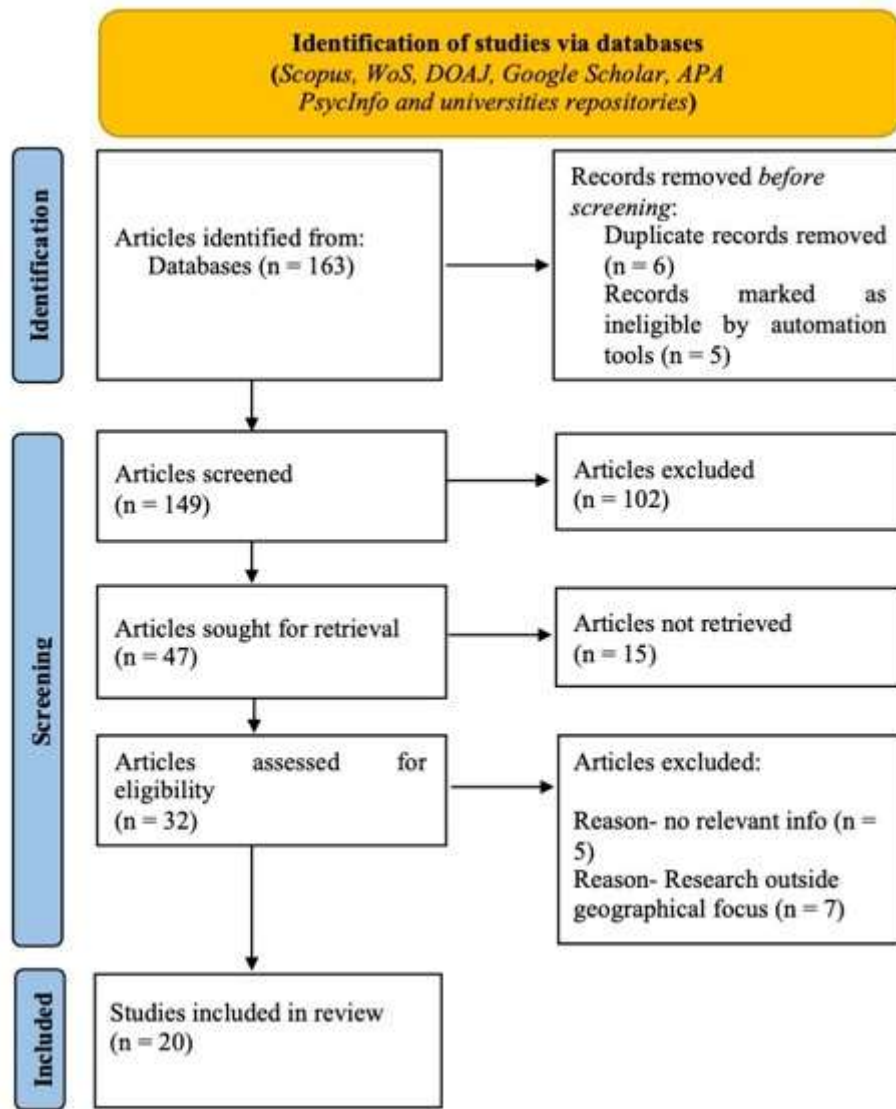 Identification of studies via databases
(Scopus, WoS, DOAJ, Google Scholar, APA
PsycInfo and universities repositories)
Identification
Articles identified from:
Databases (n = 163)
Records removed before
screening:
Duplicate records removed
(n = 6)
Records marked as
ineligible by automation
tools (n = 5)
Screening
Articles screened
(n = 149)
Articles excluded
(n = 102)
Articles sought for retrieval
(n = 47)
Articles not retrieved
(n = 15)
Articles assessed for
eligibility
(n = 32)
Articles excluded:
Reason- no relevant info (n =
5)
Reason- Research outside
geographical focus (n = 7)
Included
Studies included in review
(n = 20)